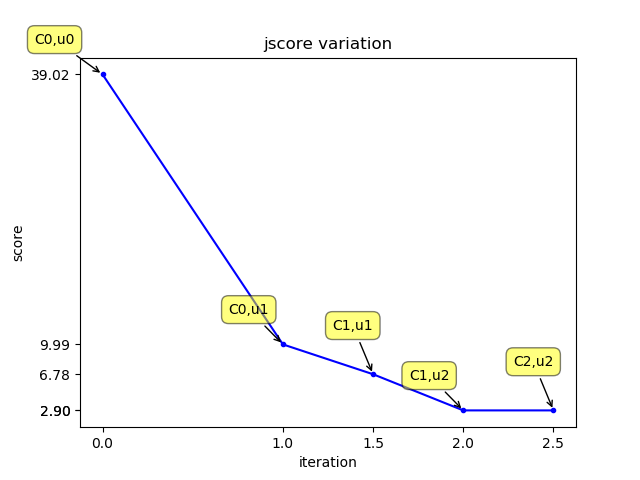 jscore variation
C0,u0
39.02
score
C0,u1
C1,u1
9.99
C1,u2
C2,u2
6.78
2.90
0.0 1.0 1.5 2.0 2.5
iteration